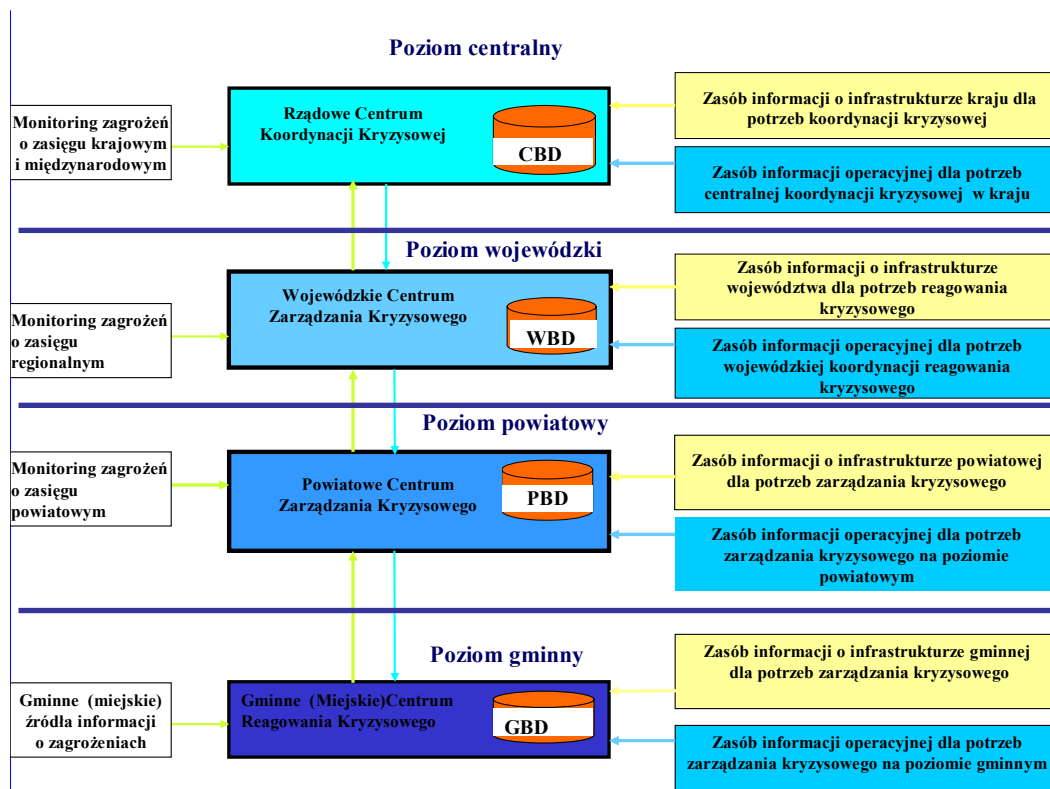 Poziom centralny
Monitoring zagrożeń
o zasięgu krajowym
i międzynarodowym
Rządowe Centrum
Koordynacji Kryzysowej
CBD
Zasób informacji o infrastrukturze kraju dla
potrzeb koordynacji kryzysowej
Zasób informacji operacyjnej dla potrzeb
centralnej koordynacji kryzysowej w kraju
Poziom wojewódzki
Monitoring zagrożeń
o zasięgu
regionalnym
Wojewódzkie Centrum
Zarządzania Kryzysowego
WBD
Zasób informacji o infrastrukturze
województwa dla potrzeb reagowania
kryzysowego
Zasób informacji operacyjnej dla potrzeb
wojewódzkiej koordynacji reagowania
kryzysowego
Poziom powiatowy
Monitoring zagrożeń
o zasięgu
powiatowym
Powiatowe Centrum
Zarządzania Kryzysowego
PBD
Zasób informacji o infrastrukturze powiatowej
dla potrzeb zarządzania kryzysowego
Zasób informacji operacyjnej dla potrzeb
zarządzania kryzysowego na poziomie
powiatowym
Poziom gminny
Gminne (miejskie)
źródła informacji
o zagrożeniach
Gminne (Miejskie)Centrum
Reagowania Kryzysowego
GBD
Zasób informacji o infrastrukturze gminnej
dla potrzeb zarządzania kryzysowego
Zasób informacji operacyjnej dla potrzeb
zarządzania kryzysowego na poziomie gminnym